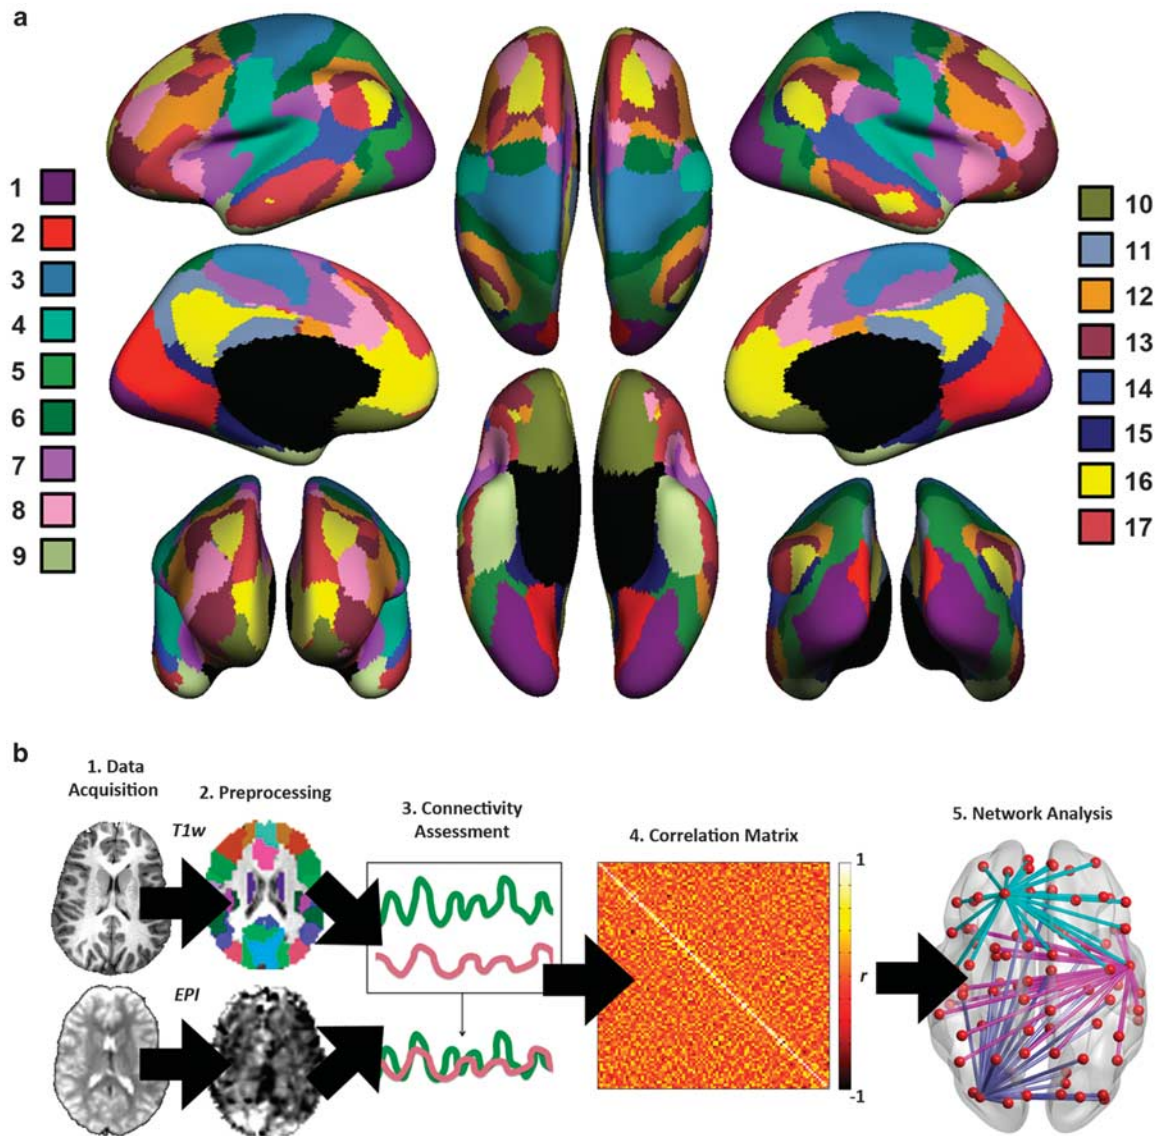 a
1
2
3
4
5
6
7
8
9
10
11
12
13
14
15
16
17
b
1. Data
Acquisition
2. Preprocessing
3. Connectivity
Assessment
4. Correlation Matrix
5. Network Analysis
T1w
EPI
1
r
-1